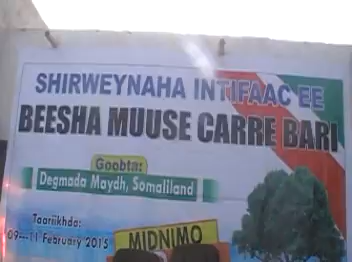 SHIRWEYNAHA INTIFAAC EE
BEESHA MUUSE CARRE BARI
Goobta:
Degmada Maydh, Somaliland
Taariikhda:
09---11 February 2015
MIDNIMO